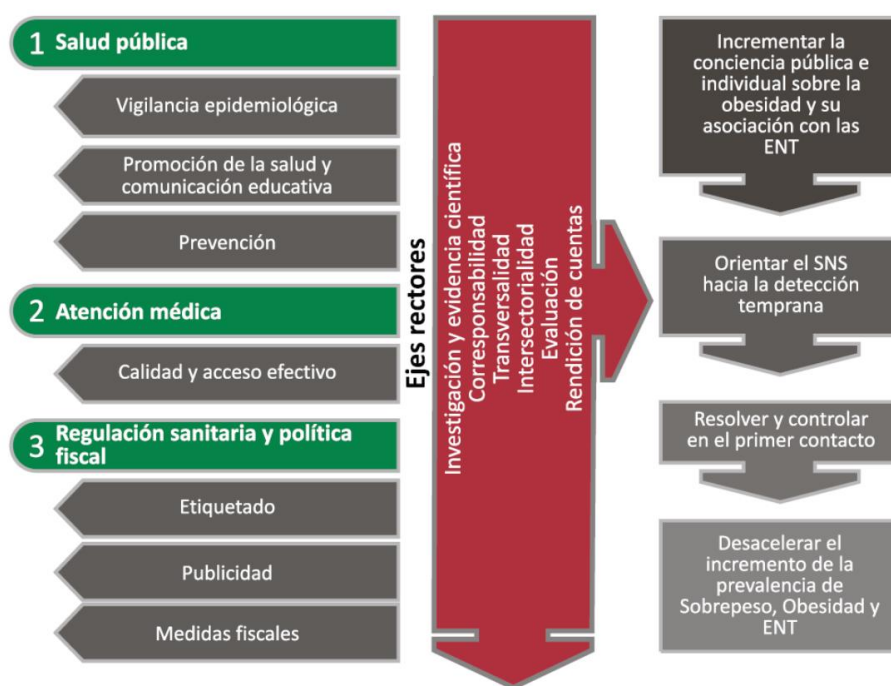 1 Salud pública
Vigilancia epidemiológica
Promoción de la salud y
comunicación educativa
Prevención
2 Atención médica
Calidad y acceso efectivo
3 Regulación sanitaria y política
fiscal
Etiquetado
Publicidad
Medidas fiscales
Ejes rectores
Investigación y evidencia científica
Corresponsabilidad
Transversalidad
Intersectorialidad
Evaluación
Rendición de cuentas
Incrementar la
conciencia pública e
individual sobre la
obesidad y su
asociación con las
ENT
Orientar el SNS
hacia la detección
temprana
Resolver y controlar
en el primer contacto
Desacelerar el
incremento de la
prevalencia de
Sobrepeso, Obesidad y
ENT